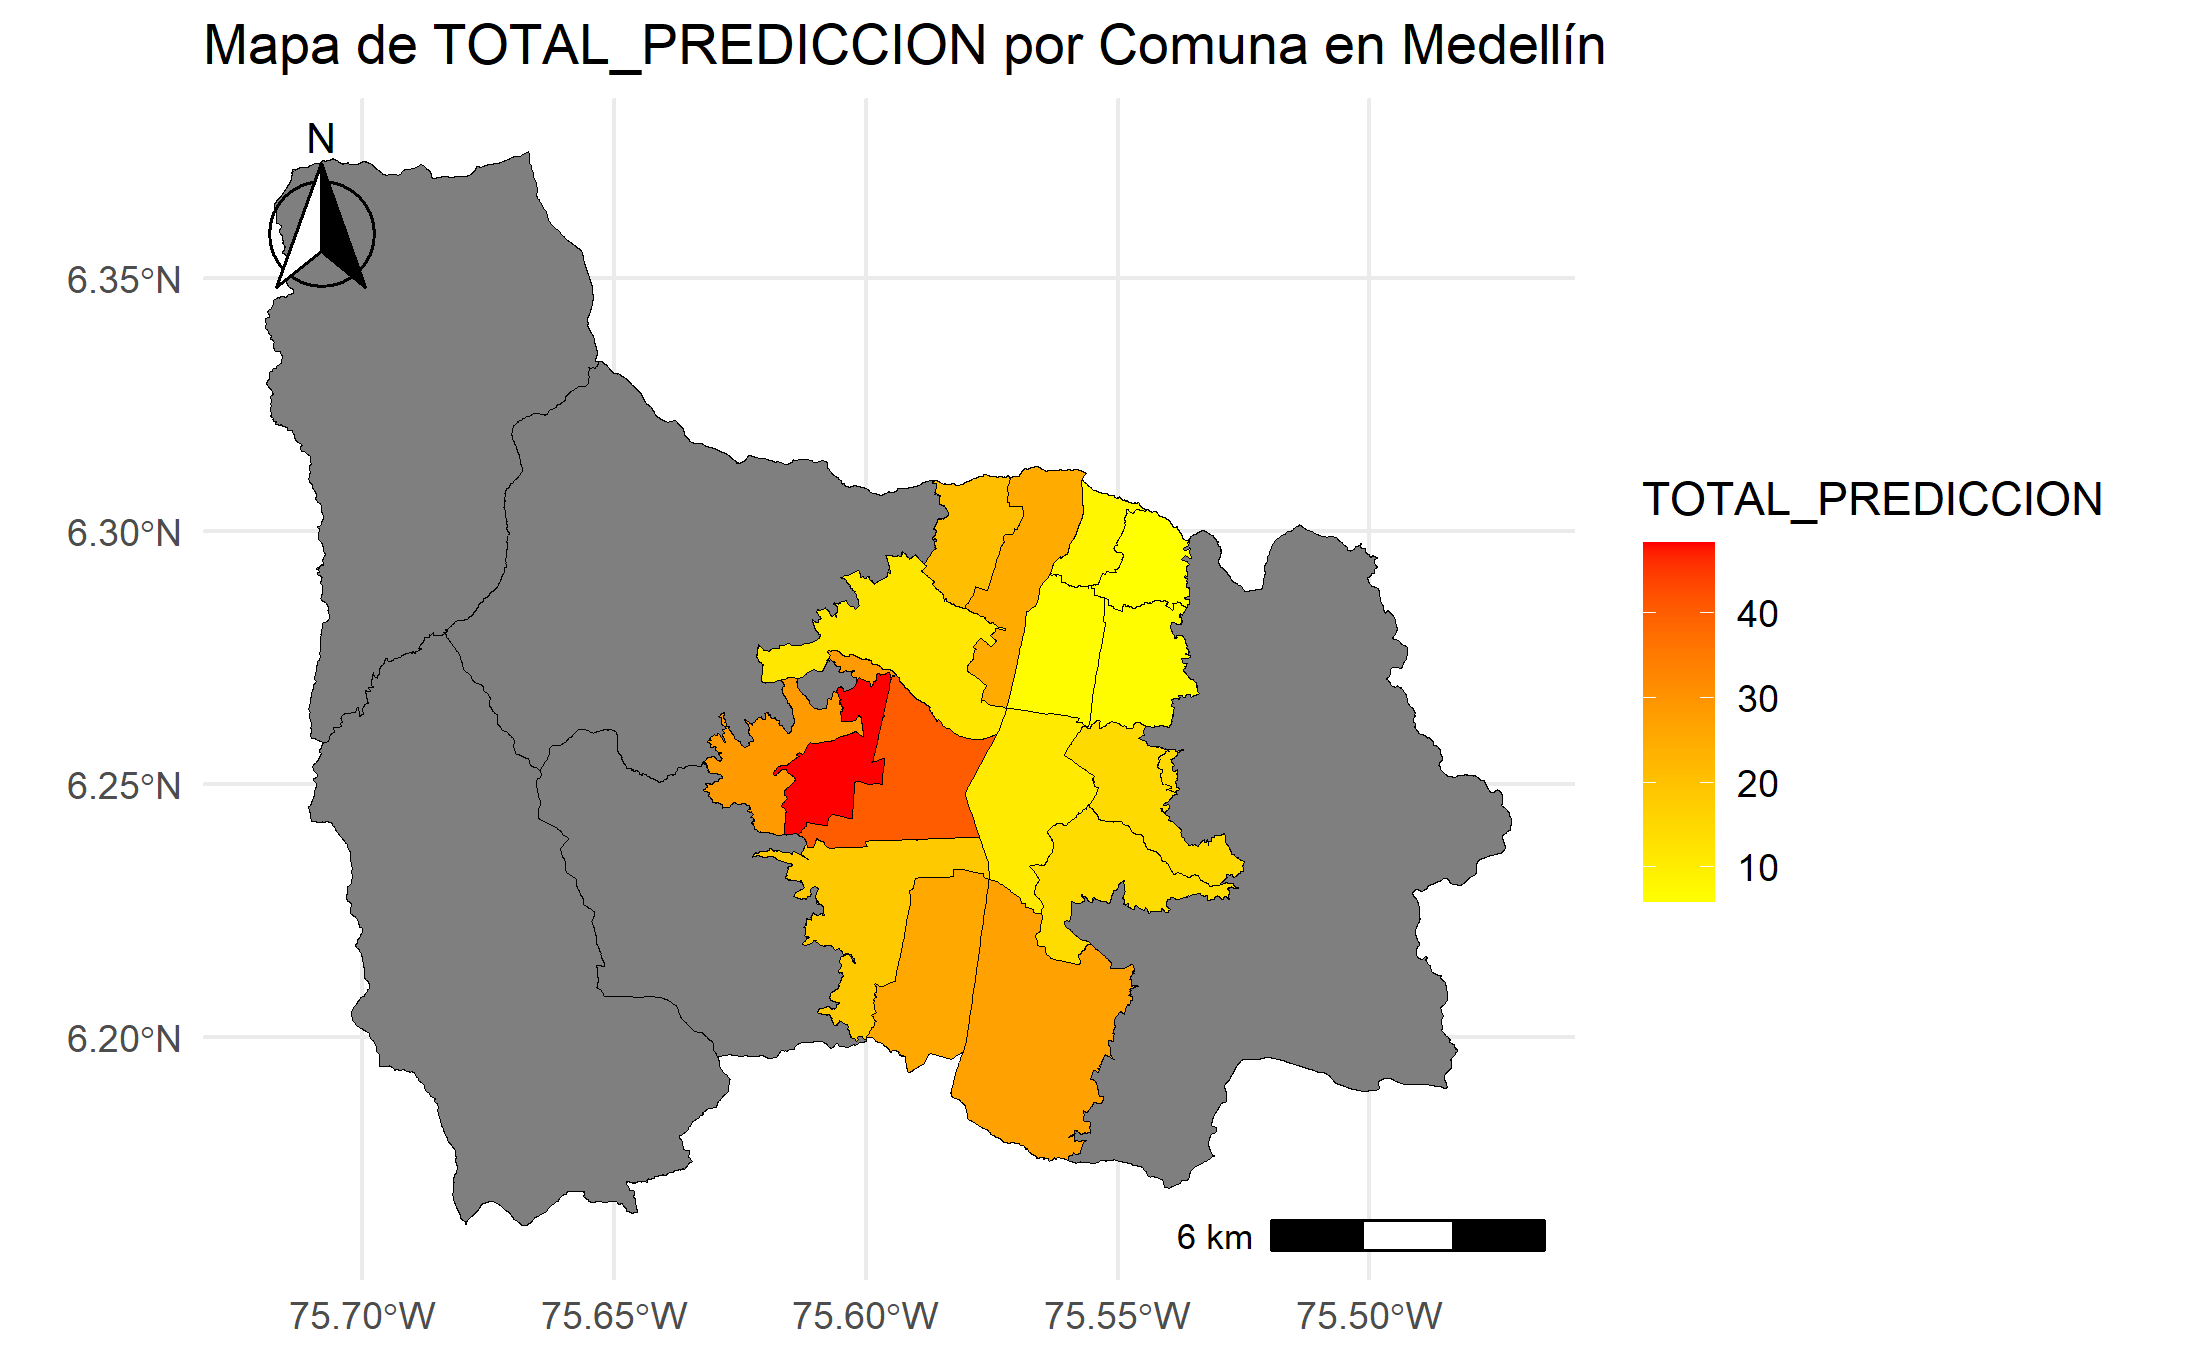 Mapa de TOTAL_PREDICCION por Comuna en Medellín
N
6.35°N
6.30°N
6.25°N
6.20°N
TOTAL_PREDICCION
40
30
20
10
6 km
75.70°W
75.65°W
75.60°W
75.55°W
75.50°W